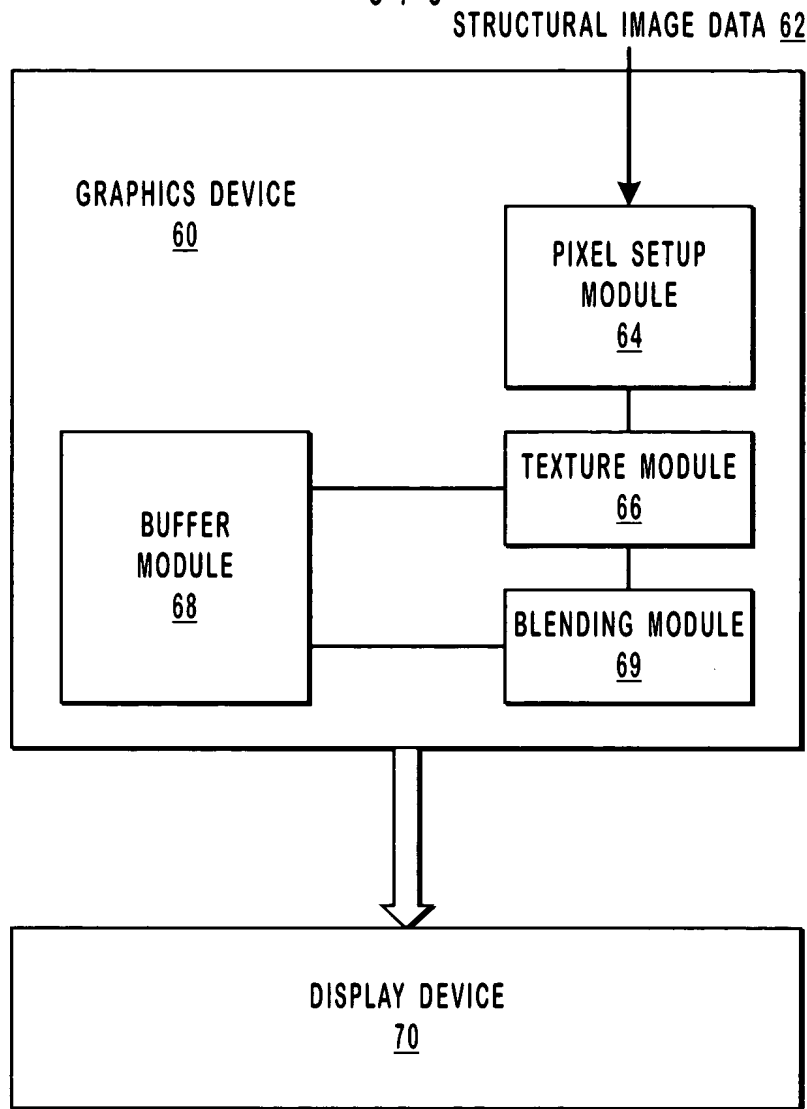 STRUCTURAL IMAGE DATA 62
GRAPHICS DEVICE
60
PIXEL SETUP
MODULE
64
TEXTURE MODULE
66
BUFFER
MODULE
68
BLENDING MODULE
69
DISPLAY DEVICE
70